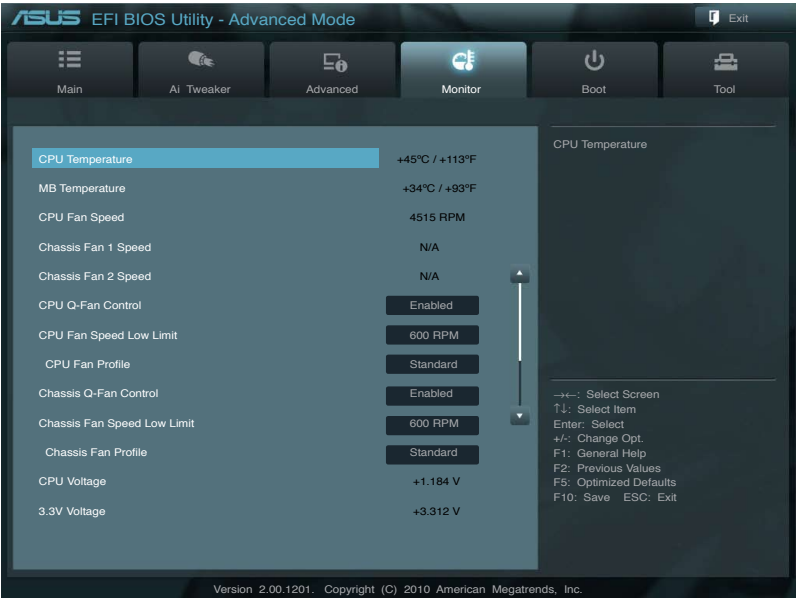 ASUS EFI BIOS Utility - Advanced Mode
Exit
Main
Ai Tweaker
Advanced
Monitor
Boot
Tool
CPU Temperature +45ºC / +113ºF
MB Temperature +34ºC / +93ºF
CPU Fan Speed 4515 RPM
Chassis Fan 1 Speed N/A
Chassis Fan 2 Speed N/A
CPU Q-Fan Control Enabled
CPU Fan Speed Low Limit 600 RPM
CPU Fan Profile Standard
Chassis Q-Fan Control Enabled
Chassis Fan Speed Low Limit 600 RPM
Chassis Fan Profile Standard
CPU Voltage +1.184 V
3.3V Voltage +3.312 V
CPU Temperature
→←: Select Screen
↑↓: Select Item
Enter: Select
+/-: Change Opt.
F1: General Help
F2: Previous Values
F5: Optimized Defaults
F10: Save ESC: Exit
Version 2.00.1201. Copyright (C) 2010 American Megatrends, Inc.